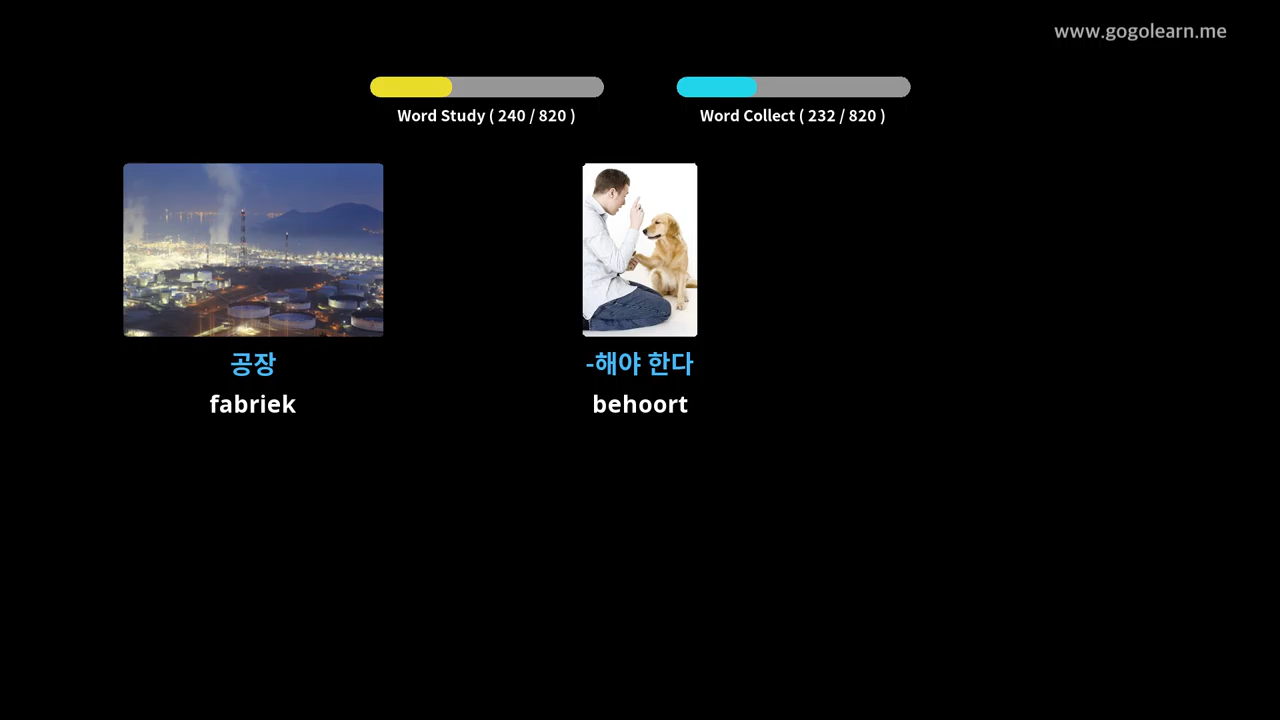 www.gogolearn.me
Word Study ( 240 / 820 )
Word Collect ( 232 / 820 )
공장
fabriek
-해야 한다
behoort